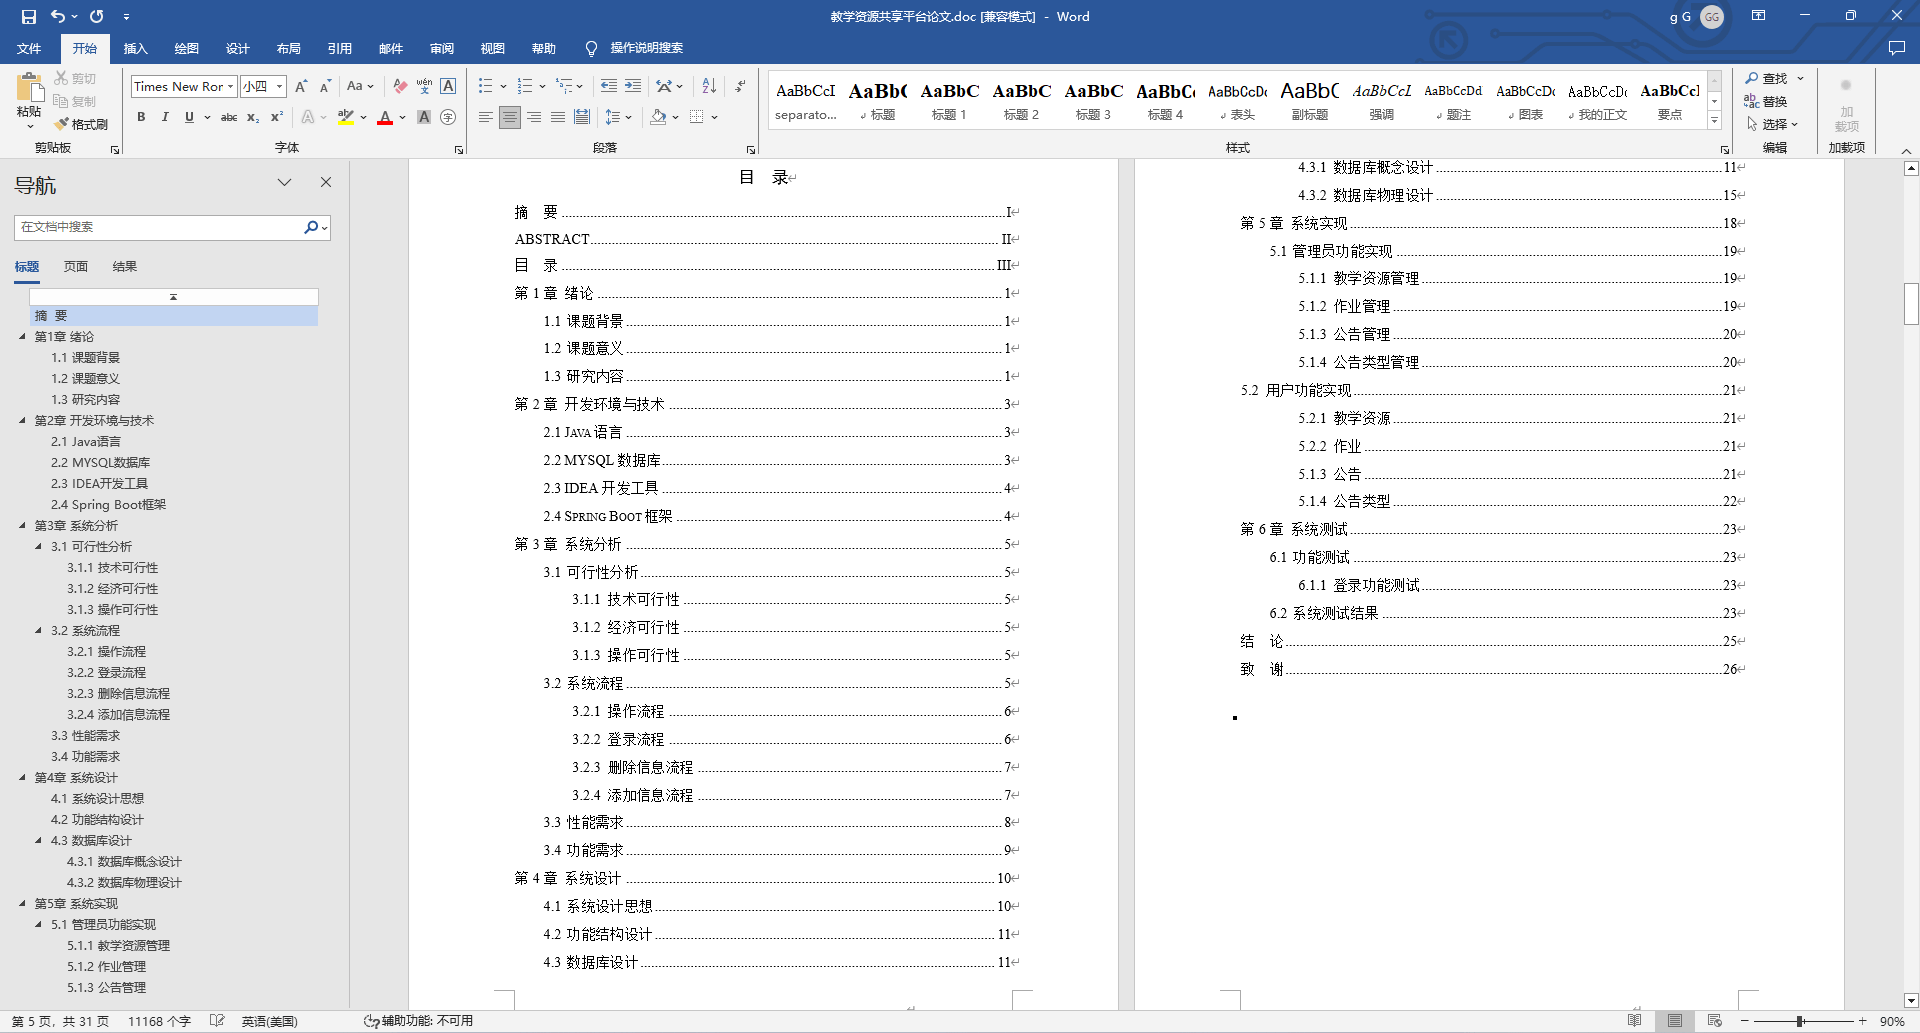 教学资源共享平台论文.doc [兼容模式] - Word
g G
GG
文件 开始 插入 绘图 设计 布局 引用 邮件 审阅 视图 帮助 操作说明搜索
粘贴
剪切
复制
格式刷
剪贴板
Times New Ror 小四
字体
段落
AaBbCcI separato...
AaBb( 标题
AaBbC 标题 1
AaBbC 标题 2
AaBbC 标题 3
AaBbC 标题 4
AaBbCcDc 表头
AaBbC 副标题
AaBbCcL 强调
AaBbCcDd 题注
AaBbCcDc 图表
AaBbCcDc 我的正文
AaBbCcI 要点
样式
查找
替换
选择
编辑
加载项
加载项
导航
在文档中搜索
标题 页面 结果
摘 要
第1章 绪论
1.1 课题背景
1.2 课题意义
1.3 研究内容
第2章 开发环境与技术
2.1 Java语言
2.2 MYSQL数据库
2.3 IDEA开发工具
2.4 Spring Boot框架
第3章 系统分析
3.1 可行性分析
3.1.1 技术可行性
3.1.2 经济可行性
3.1.3 操作可行性
3.2 系统流程
3.2.1 操作流程
3.2.2 登录流程
3.2.3 删除信息流程
3.2.4 添加信息流程
3.3 性能需求
3.4 功能需求
第4章 系统设计
4.1 系统设计思想
4.2 功能结构设计
4.3 数据库设计
4.3.1 数据库概念设计
4.3.2 数据库物理设计
第5章 系统实现
5.1 管理员功能实现
5.1.1 教学资源管理
5.1.2 作业管理
5.1.3 公告管理
目 录
摘 要 I
ABSTRACT II
目 录 III
第 1 章 绪论 1
1.1 课题背景 1
1.2 课题意义 1
1.3 研究内容 1
第 2 章 开发环境与技术 3
2.1 JAVA 语言 3
2.2 MYSQL 数据库 3
2.3 IDEA 开发工具 4
2.4 SPRING BOOT 框架 4
第 3 章 系统分析 5
3.1 可行性分析 5
3.1.1 技术可行性 5
3.1.2 经济可行性 5
3.1.3 操作可行性 5
3.2 系统流程 5
3.2.1 操作流程 6
3.2.2 登录流程 6
3.2.3 删除信息流程 7
3.2.4 添加信息流程 7
3.3 性能需求 8
3.4 功能需求 9
第 4 章 系统设计 10
4.1 系统设计思想 10
4.2 功能结构设计 11
4.3 数据库设计 11
4.3.1 数据库概念设计 11
4.3.2 数据库物理设计 15
第 5 章 系统实现 18
5.1 管理员功能实现 19
5.1.1 教学资源管理 19
5.1.2 作业管理 19
5.1.3 公告管理 20
5.1.4 公告类型管理 20
5.2 用户功能实现 21
5.2.1 教学资源 21
5.2.2 作业 21
5.1.3 公告 21
5.1.4 公告类型 22
第 6 章 系统测试 23
6.1 功能测试 23
6.1.1 登录功能测试 23
6.2 系统测试结果 23
结 论 25
致 谢 26
第 5 页，共 31 页 11168 个字 英语(美国) 辅助功能: 不可用 90%